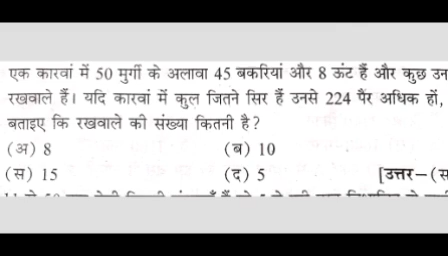 एक कारवां में 50 मुर्गी के अलावा 45 बकरियां और 8 ऊंट हैं और कुछ उन
रखवाले हैं। यदि कारवां में कुल जितने सिर हैं उनसे 224 पैर अधिक हों,
बताइए कि रखवाले की संख्या कितनी है?
(अ) 8 (ब) 10
(स) 15 (द) 5 [उत्तर–(स